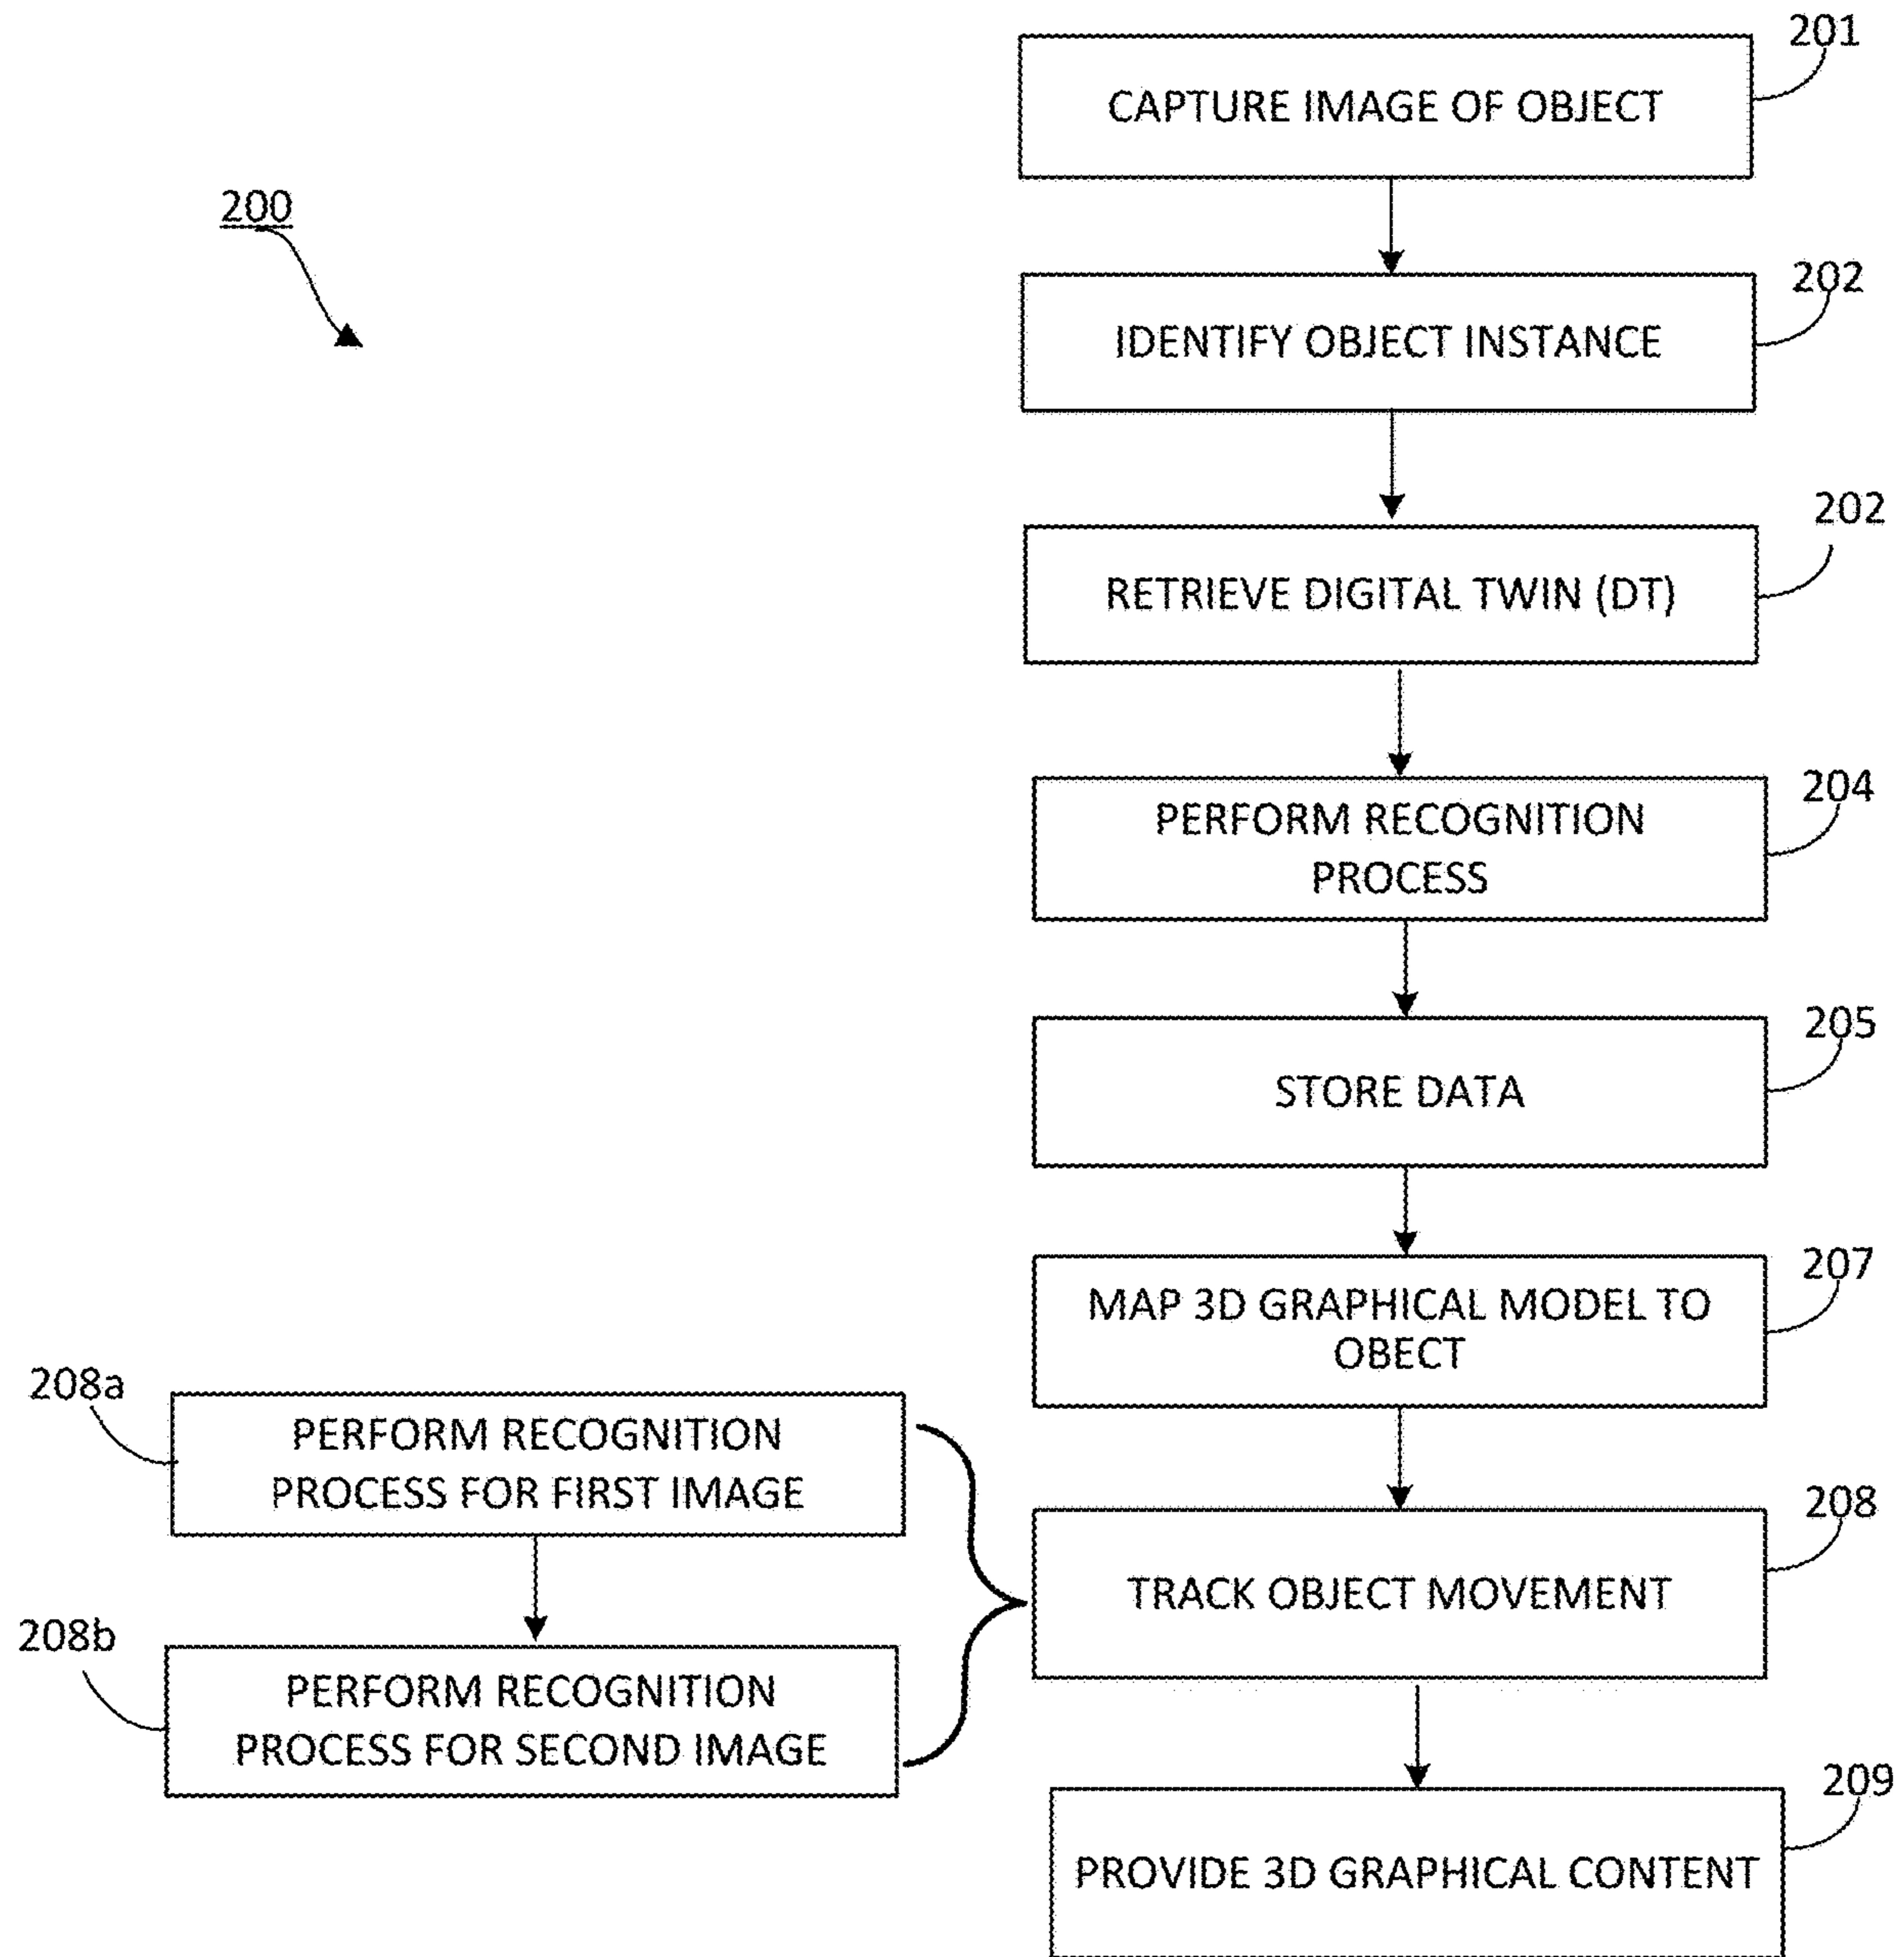 200
201
CAPTURE IMAGE OF OBJECT
202
IDENTIFY OBJECT INSTANCE
202
RETRIEVE DIGITAL TWIN (DT)
204
PERFORM RECOGNITION
PROCESS
205
STORE DATA
207
MAP 3D GRAPHICAL MODEL TO
OBECT
208a
PERFORM RECOGNITION
PROCESS FOR FIRST IMAGE
208b
PERFORM RECOGNITION
PROCESS FOR SECOND IMAGE
208
TRACK OBJECT MOVEMENT
209
PROVIDE 3D GRAPHICAL CONTENT